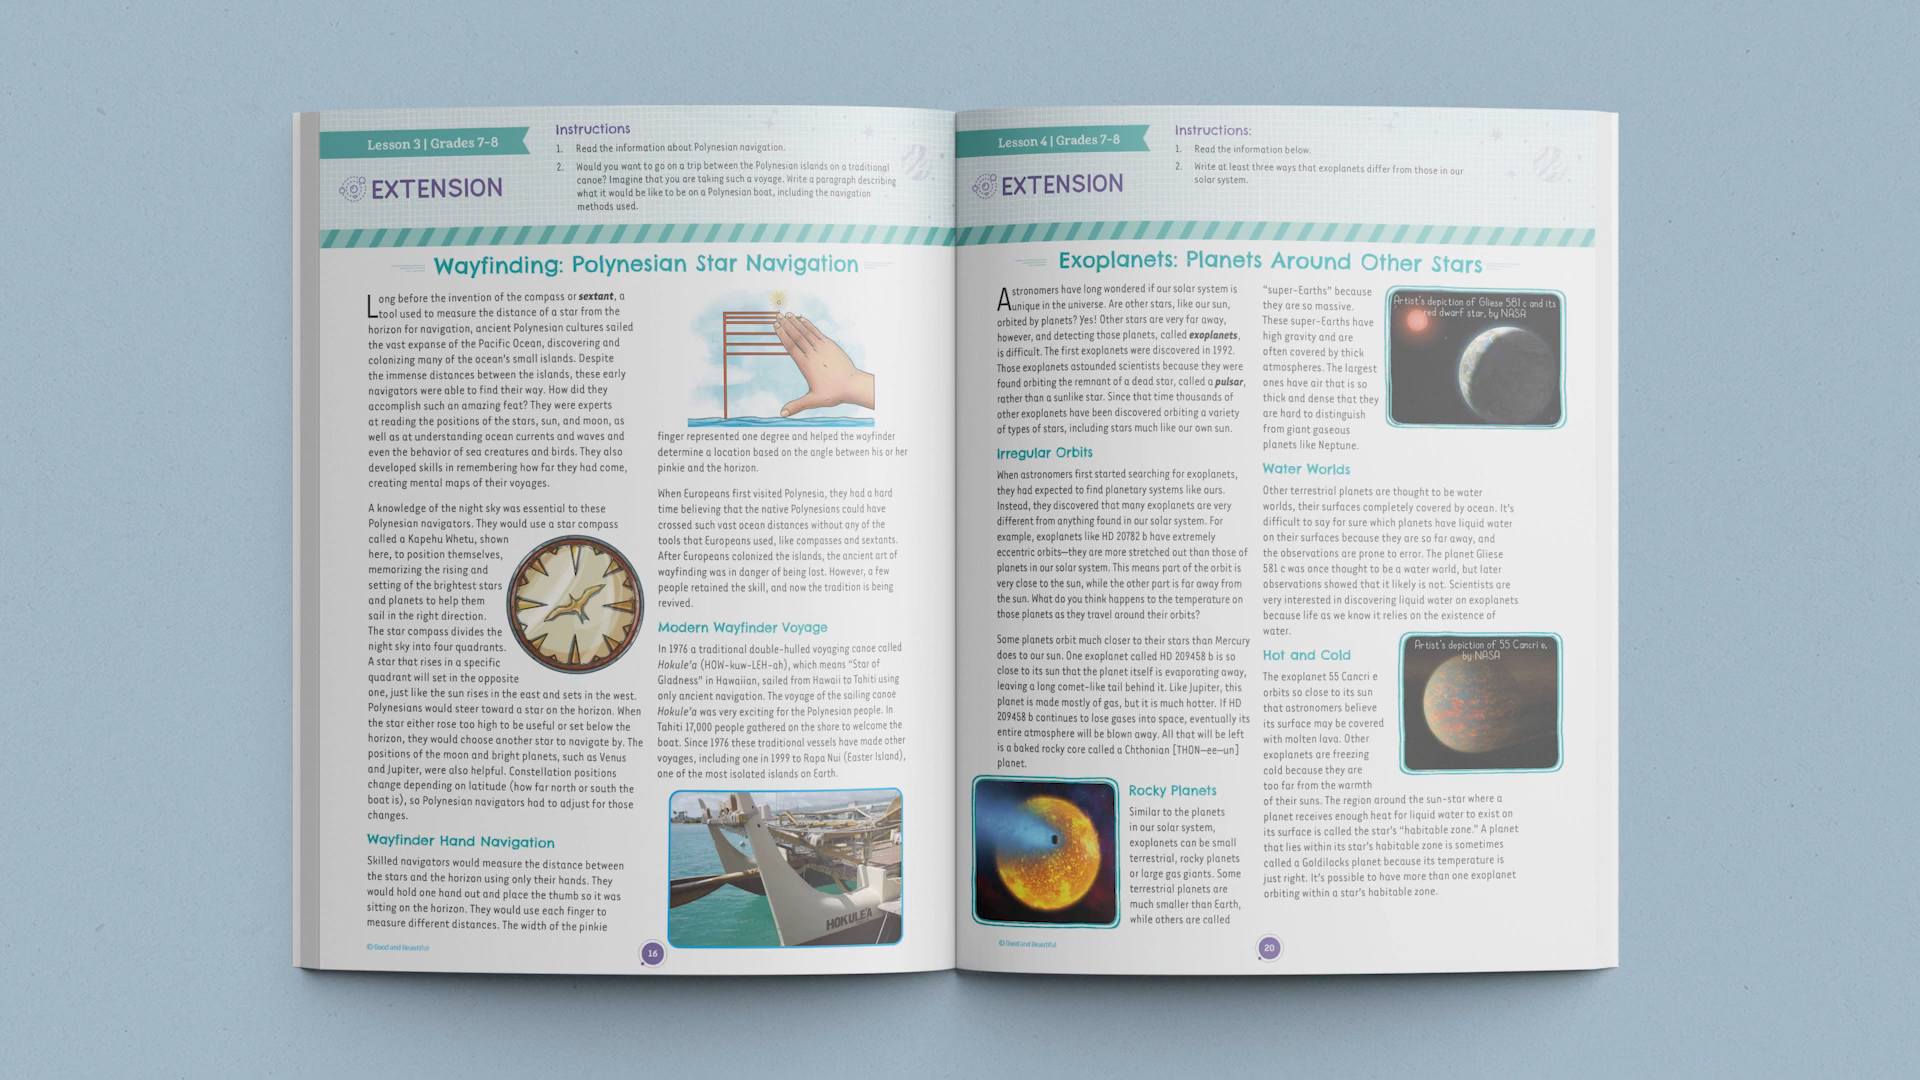 Lesson 3 | Grades 7-8
EXTENSION
Instructions
1. Read the information about Polynesian navigation.
2. Would you want to go on a trip between the Polynesian islands on a traditional
canoe? Imagine that you are taking such a voyage. Write a paragraph describing
what it would be like to be on a Polynesian boat, including the navigation
methods used.
Wayfinding: Polynesian Star Navigation
Long before the invention of the compass or sextant, a
tool used to measure the distance of a star from the
horizon for navigation, ancient Polynesian cultures sailed
the vast expanse of the Pacific Ocean, discovering and
colonizing many of the ocean's small islands. Despite
the immense distances between the islands, these early
navigators were able to find their way. How did they
accomplish such an amazing feat? They were experts
at reading the positions of the stars, sun, and moon, as
well as at understanding ocean currents and waves and
even the behavior of sea creatures and birds. They also
developed skills in remembering how far they had come,
creating mental maps of their voyages.
A knowledge of the night sky was essential to these
Polynesian navigators. They would use a star compass
called a Kapehu Whetu, shown
here, to position themselves,
memorizing the rising and
setting of the brightest stars
and planets to help them
sail in the right direction.
The star compass divides the
night sky into four quadrants.
A star that rises in a specific
quadrant will set in the opposite
one, just like the sun rises in the east and sets in the west.
Polynesians would steer toward a star on the horizon. When
the star either rose too high to be useful or set below the
horizon, they would choose another star to navigate by. The
positions of the moon and bright planets, such as Venus
and Jupiter, were also helpful. Constellation positions
change depending on latitude (how far north or south the
boat is), so Polynesian navigators had to adjust for those
changes.
Wayfinder Hand Navigation
Skilled navigators would measure the distance between
the stars and the horizon using only their hands. They
would hold one hand out and place the thumb so it was
sitting on the horizon. They would use each finger to
measure different distances. The width of the pinkie
finger represented one degree and helped the wayfinder
determine a location based on the angle between his or her
pinkie and the horizon.
When Europeans first visited Polynesia, they had a hard
time believing that the native Polynesians could have
crossed such vast ocean distances without any of the
tools that Europeans used, like compasses and sextants.
After Europeans colonized the islands, the ancient art of
wayfinding was in danger of being lost. However, a few
people retained the skill, and now the tradition is being
revived.
Modern Wayfinder Voyage
In 1976 a traditional double-hulled voyaging canoe called
Hokule'a (HOW-kuw-LEH-ah), which means "Star of
Gladness" in Hawaiian, sailed from Hawaii to Tahiti using
only ancient navigation. The voyage of the sailing canoe
Hokule'a was very exciting for the Polynesian people. In
Tahiti 17,000 people gathered on the shore to welcome the
boat. Since 1976 these traditional vessels have made other
voyages, including one in 1999 to Rapa Nui (Easter Island),
one of the most isolated islands on Earth.
HOKULE'A
© Good and Beautiful
16
Lesson 4 | Grades 7-8
EXTENSION
Instructions:
1. Read the information below.
2. Write at least three ways that exoplanets differ from those in our
solar system.
Exoplanets: Planets Around Other Stars
Astronomers have long wondered if our solar system is
unique in the universe. Are other stars, like our sun,
orbited by planets? Yes! Other stars are very far away,
however, and detecting those planets, called exoplanets,
is difficult. The first exoplanets were discovered in 1992.
Those exoplanets astounded scientists because they were
found orbiting the remnant of a dead star, called a pulsar,
rather than a sunlike star. Since that time thousands of
other exoplanets have been discovered orbiting a variety
of types of stars, including stars much like our own sun.
Irregular Orbits
When astronomers first started searching for exoplanets,
they had expected to find planetary systems like ours.
Instead, they discovered that many exoplanets are very
different from anything found in our solar system. For
example, exoplanets like HD 20782 b have extremely
eccentric orbits—they are more stretched out than those of
planets in our solar system. This means part of the orbit is
very close to the sun, while the other part is far away from
the sun. What do you think happens to the temperature on
those planets as they travel around their orbits?
Some planets orbit much closer to their stars than Mercury
does to our sun. One exoplanet called HD 209458 b is so
close to its sun that the planet itself is evaporating away,
leaving a long comet-like tail behind it. Like Jupiter, this
planet is made mostly of gas, but it is much hotter. If HD
209458 b continues to lose gases into space, eventually its
entire atmosphere will be blown away. All that will be left
is a baked rocky core called a Chthonian [THON—ee—un]
planet.
Rocky Planets
Similar to the planets
in our solar system,
exoplanets can be small
terrestrial, rocky planets
or large gas giants. Some
terrestrial planets are
much smaller than Earth,
while others are called
"super-Earths" because
they are so massive.
These super-Earths have
high gravity and are
often covered by thick
atmospheres. The largest
ones have air that is so
thick and dense that they
are hard to distinguish
from giant gaseous
planets like Neptune.
Artist's depiction of Gliese 581 c and its
red dwarf star, by NASA
Water Worlds
Other terrestrial planets are thought to be water
worlds, their surfaces completely covered by ocean. It's
difficult to say for sure which planets have liquid water
on their surfaces because they are so far away, and
the observations are prone to error. The planet Gliese
581 c was once thought to be a water world, but later
observations showed that it likely is not. Scientists are
very interested in discovering liquid water on exoplanets
because life as we know it relies on the existence of
water.
Hot and Cold
The exoplanet 55 Cancri e
orbits so close to its sun
that astronomers believe
its surface may be covered
with molten lava. Other
exoplanets are freezing
cold because they are
too far from the warmth
of their suns. The region around the sun-star where a
planet receives enough heat for liquid water to exist on
its surface is called the star's "habitable zone." A planet
that lies within its star's habitable zone is sometimes
called a Goldilocks planet because its temperature is
just right. It's possible to have more than one exoplanet
orbiting within a star's habitable zone.
Artist's depiction of 55 Cancri e,
by NASA
© Good and Beautiful
20